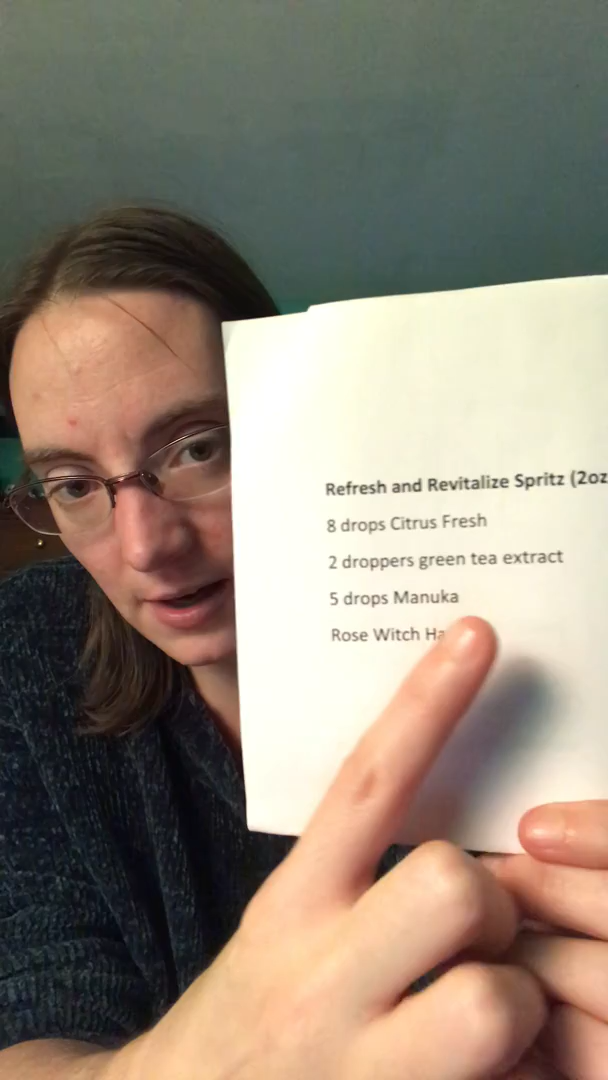 Refresh and Revitalize Spritz (2oz
8 drops Citrus Fresh
2 droppers green tea extract
5 drops Manuka
Rose Witch Ha